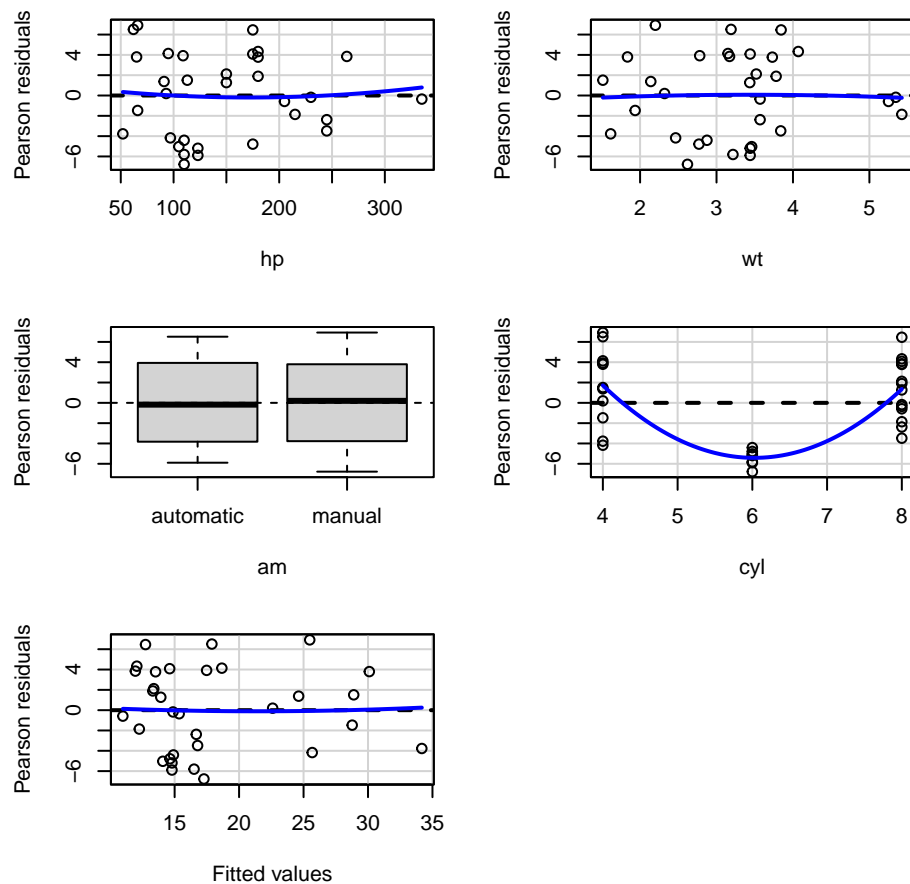 Pearson residuals
−6
0
4
50 100 200 300
hp
Pearson residuals
−6
0
4
2 3 4 5
wt
Pearson residuals
−6
0
4
automatic manual
am
Pearson residuals
−6
0
4
4 5 6 7 8
cyl
Pearson residuals
−6
0
4
15 20 25 30 35
Fitted values